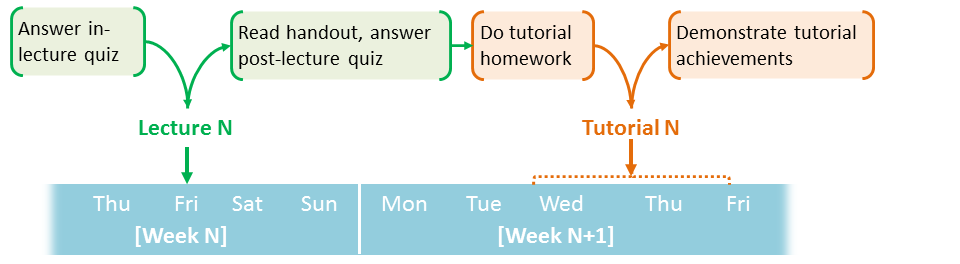 Answer in-
lecture quiz
Read handout, answer
post-lecture quiz
Do tutorial
homework
Demonstrate tutorial
achievements
Lecture N
Tutorial N
Thu Fri Sat Sun Mon Tue Wed Thu Fri
[Week N] [Week N+1]